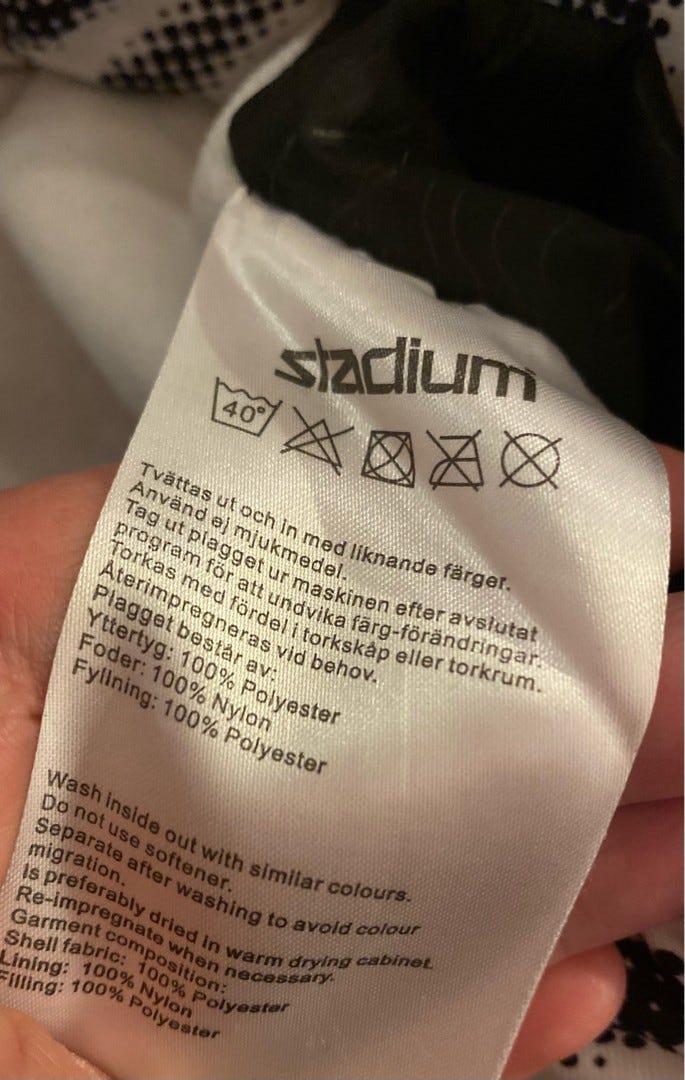 stadium
40°
Tvättas ut och in med liknande färger.
Använd ej mjukmedel.
Tag ut plagget ur maskinen efter avslutat
program för att undvika färg-förändringar.
Torkas med fördel i torkskåp eller torkrum.
Återimpregneras vid behov.
Plagget består av:
Yttertyg: 100% Polyester
Foder: 100% Nylon
Fyllning: 100% Polyester
Wash inside out with similar colours.
Do not use softener.
Separate after washing to avoid colour
migration.
Is preferably dried in warm drying cabinet.
Re-impregnate when necessary.
Garment composition:
Shell fabric: 100% Polyester
Lining: 100% Nylon
Filling: 100% Polyester